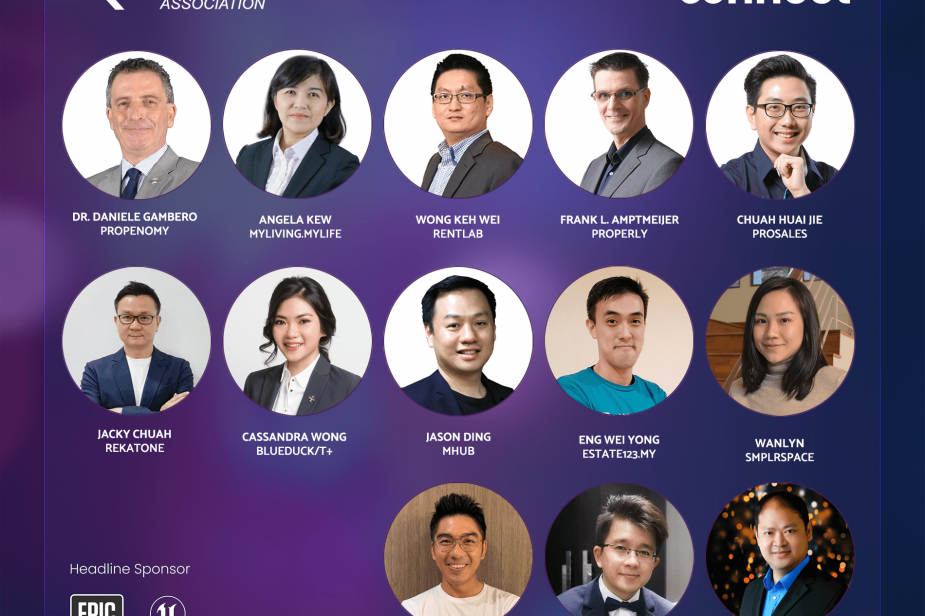 ASSOCIATION
DR. DANIELE GAMBERO
PROPENOMY
ANGELA KEW
MYLIVING.MYLIFE
WONG KEH WEI
RENTLAB
FRANK L. AMPTMEIJER
PROPERLY
CHUAH HUAI JIE
PROSALES
JACKY CHUAH
REKATONE
CASSANDRA WONG
BLUEDUCK/T+
JASON DING
MHUB
ENG WEI YONG
ESTATE123.MY
WANLYN
SMPLRSPACE
Headline Sponsor
EPIC